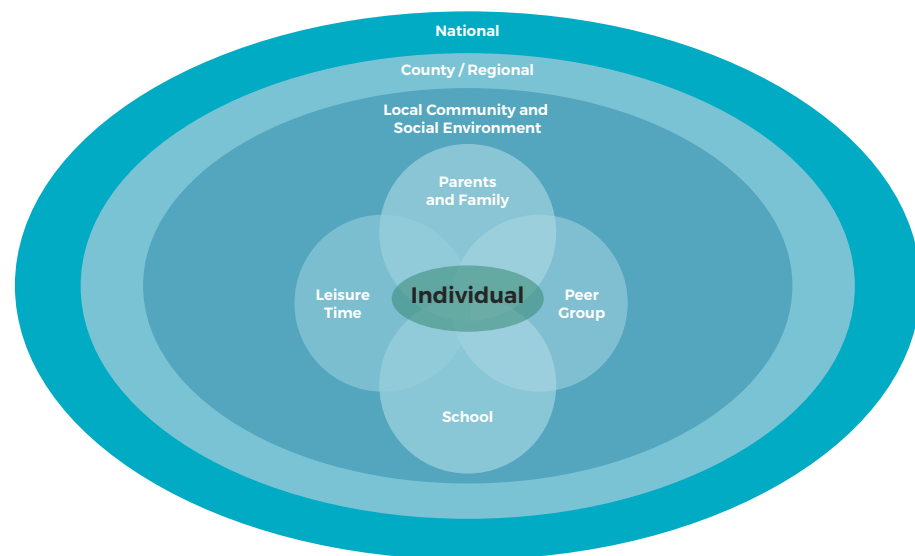 National
County / Regional
Local Community and
Social Environment
Parents
and Family
Leisure
Time
Individual
Peer
Group
School